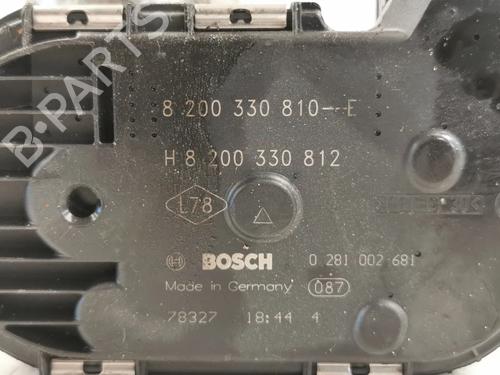 8 200 330 810--E
H 8 200 330 812
L78
BOSCH 0 281 002 681
Made in Germany 087
78327 18:44 4
B-PARTS